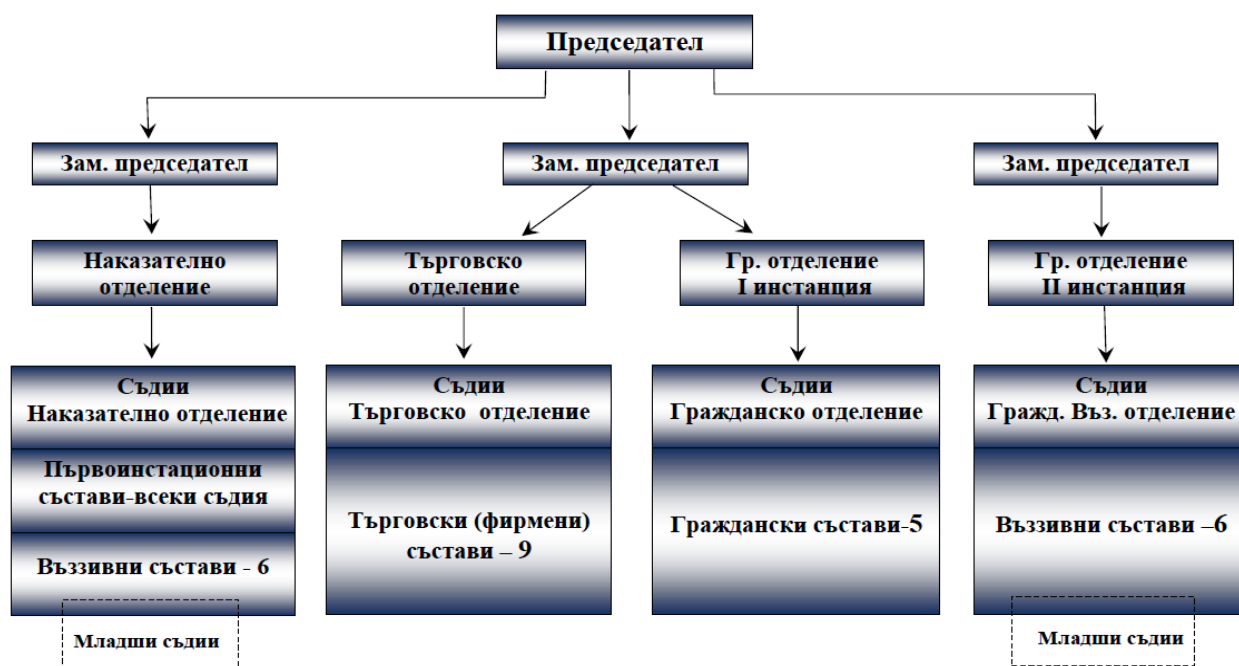 Председател
Зам. председател
Зам. председател
Зам. председател
Наказателно
отделение
Търговско
отделение
Гр. отделение
I инстанция
Гр. отделение
II инстанция
Съдии
Наказателно отделение
Първоинстационни
състави-всеки съдия
Въззивни състави - 6
Младши съдии
Съдии
Търговско отделение
Търговски (фирмени)
състави – 9
Съдии
Гражданско отделение
Граждански състави-5
Съдии
Гражд. Въз. отделение
Въззивни състави –6
Младши съдии